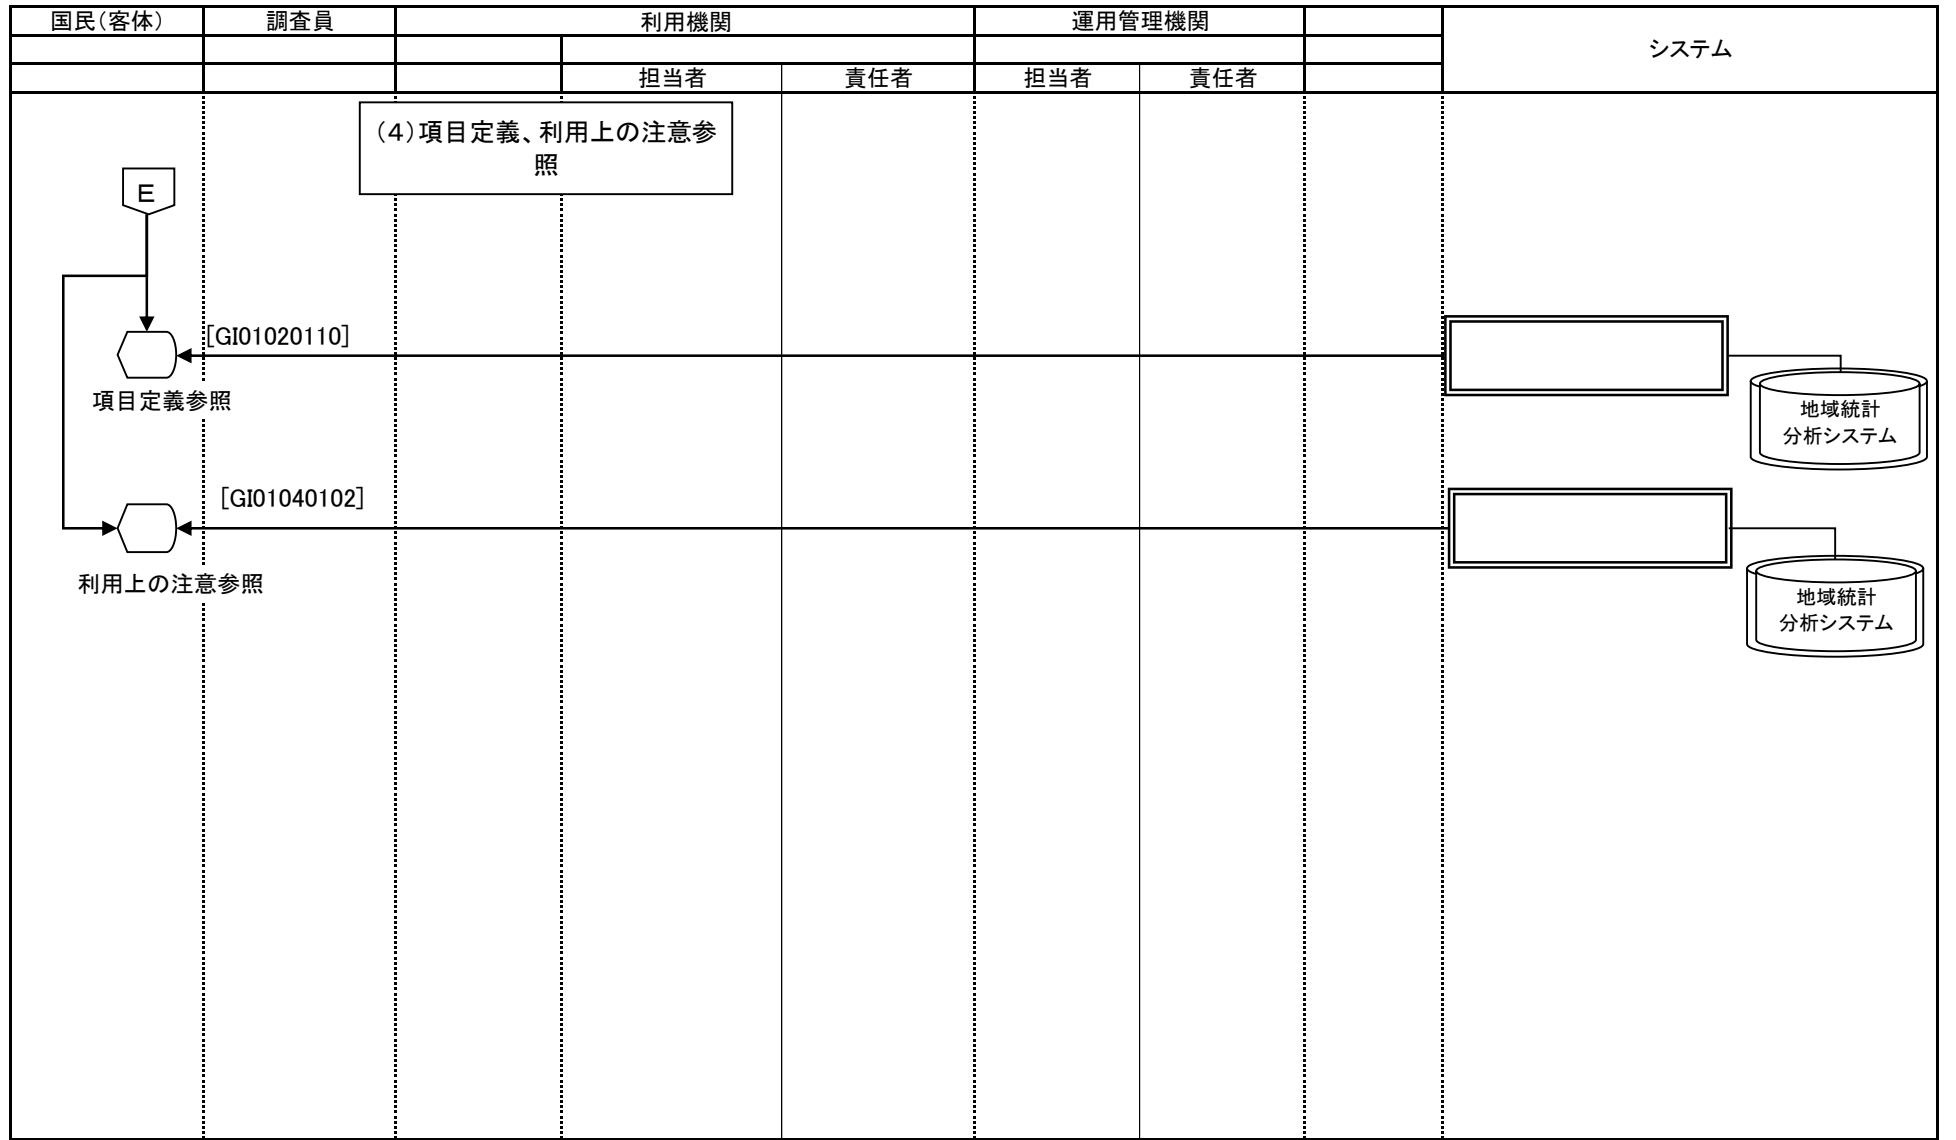 国民（客体）
調査員
利用機関
運用管理機関
システム
担当者
責任者
担当者
責任者
（４）項目定義、利用上の注意参
照
E
[GI01020110]
項目定義参照
地域統計
分析システム
[GI01040102]
利用上の注意参照
地域統計
分析システム